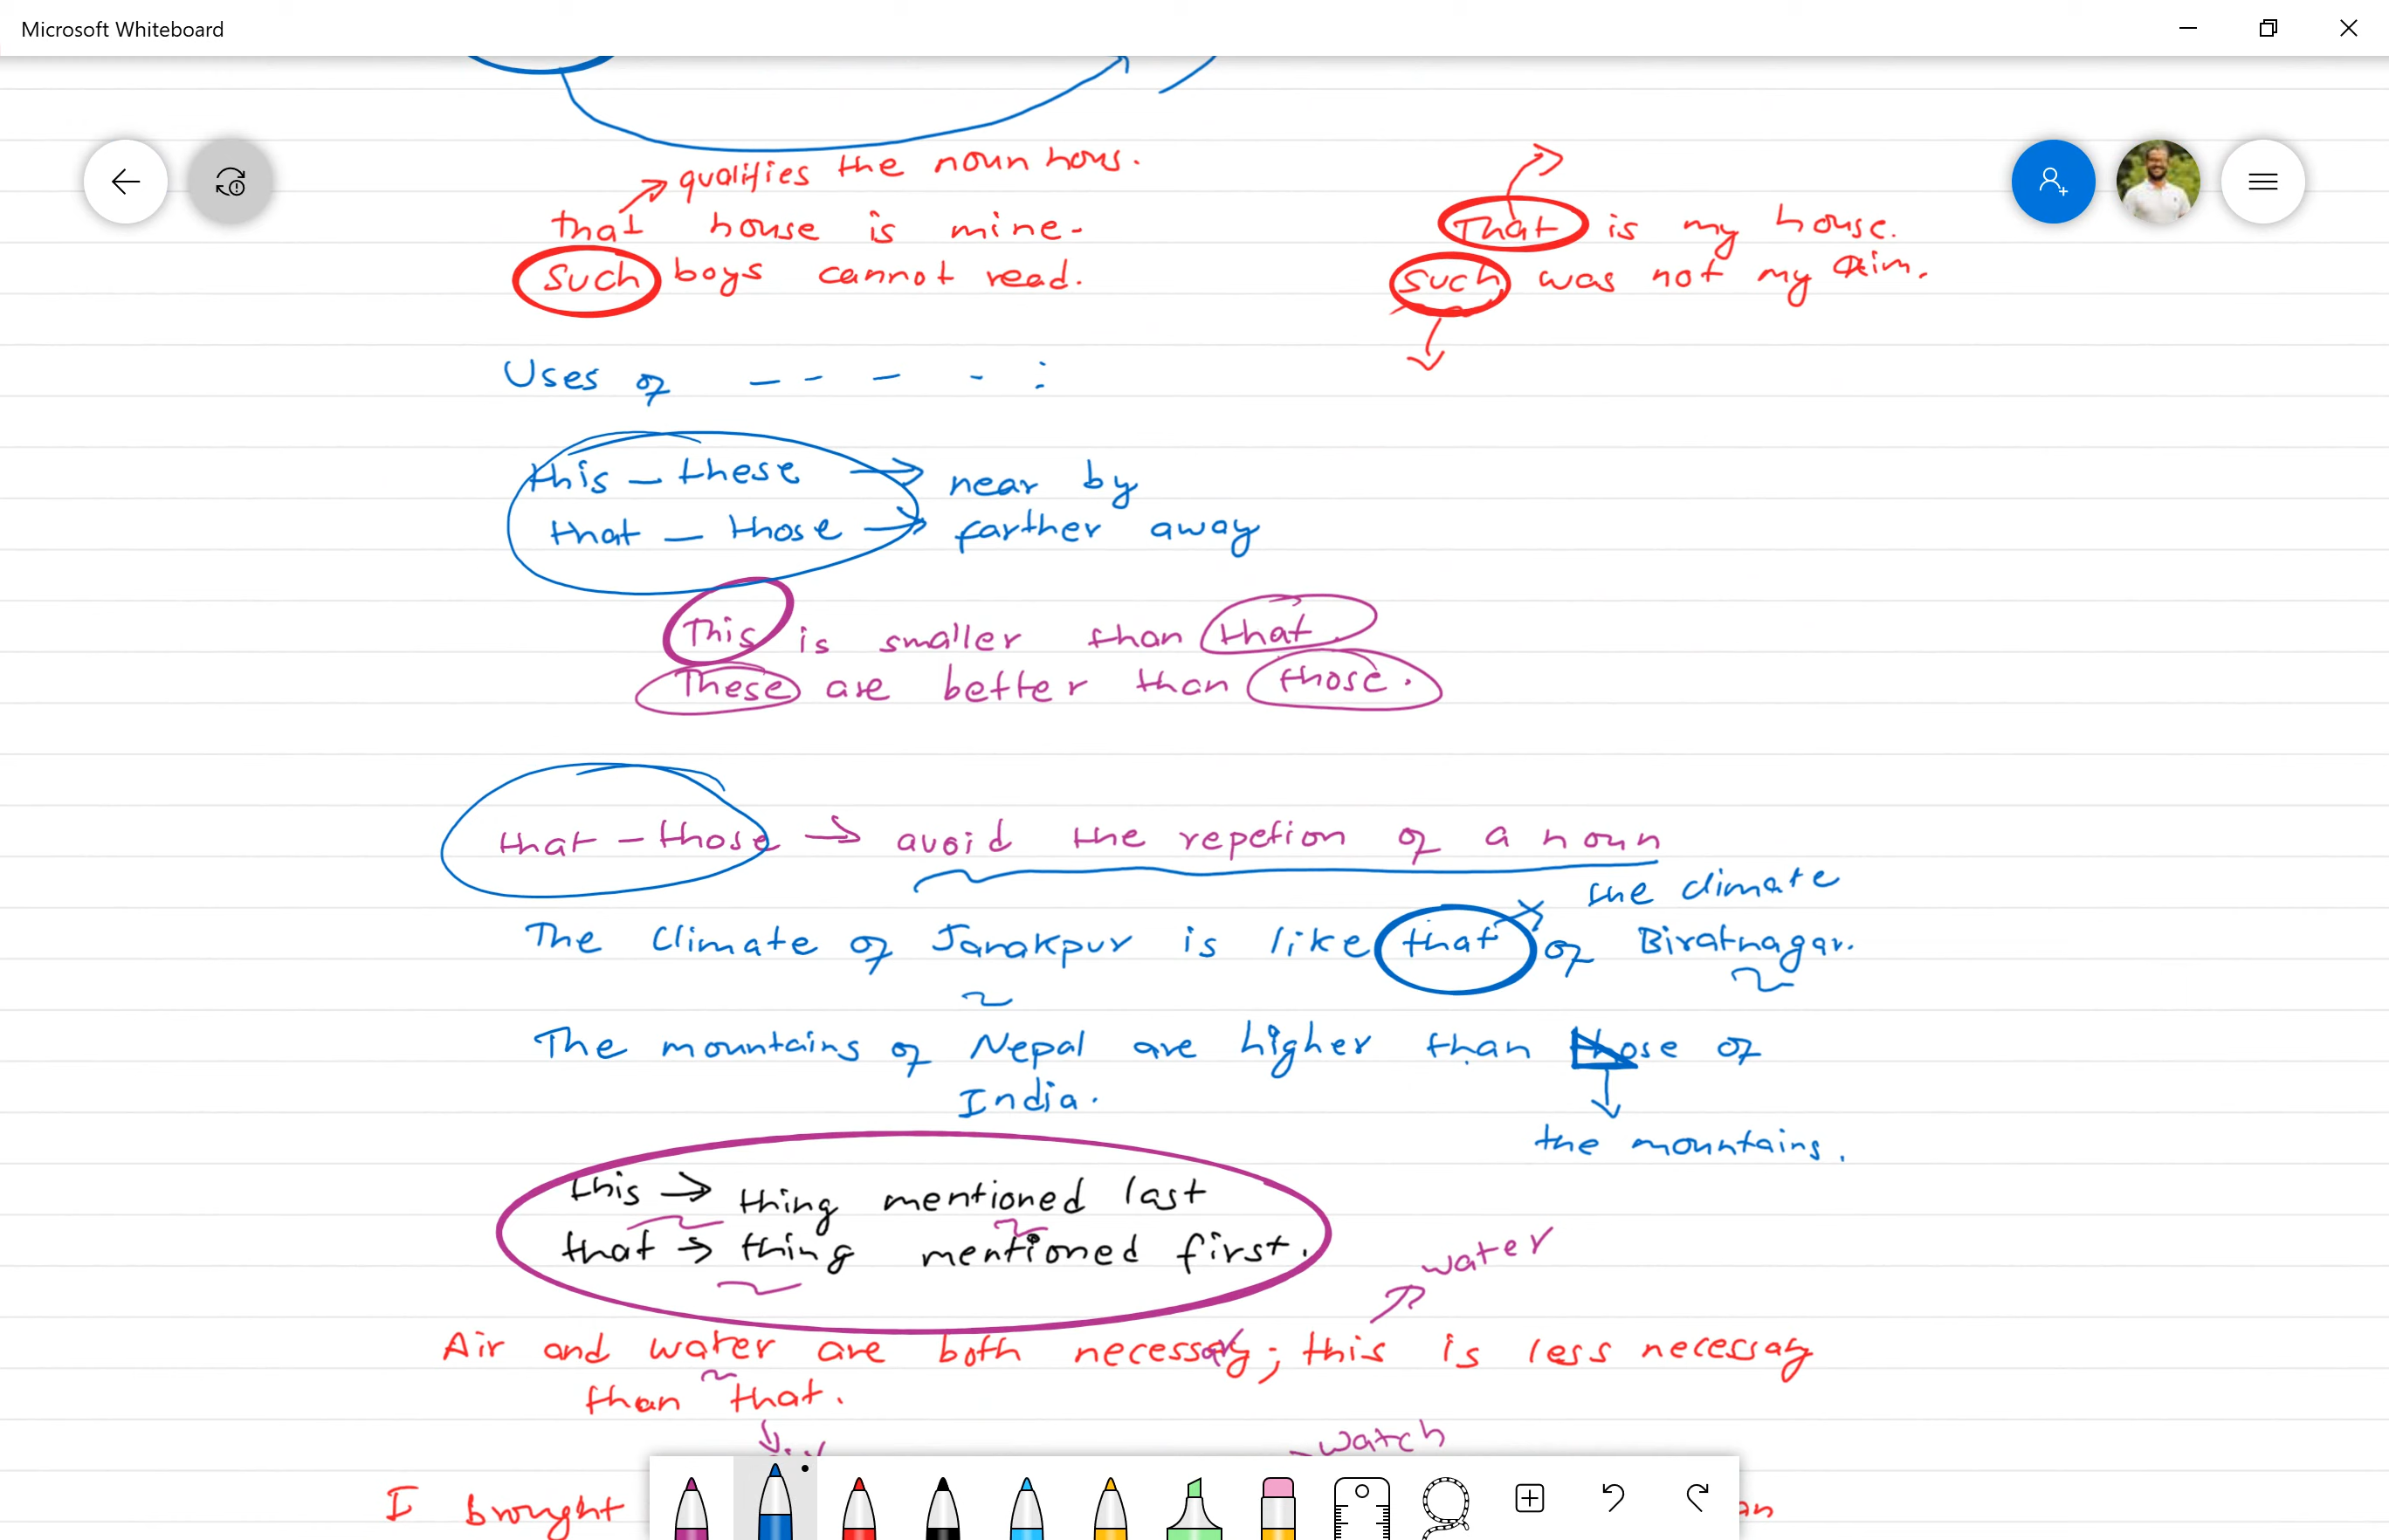 Microsoft Whiteboard
qualifies the noun hous.
that house is mine.
Such boys cannot read.
That is my house.
Such was not my aim.
Uses of - - - - :
this - these → near by
that - those → farther away
This is smaller than that.
These are better than those.
that - those → avoid the repetion of a noun
the climate
The Climate of Janakpur is like that of Biratnagar.
The mountains of Nepal are higher than those of
India.
the mountains.
this → thing mentioned last
that → thing mentioned first.
water
Air and water are both necessary; this is less necessary
than that.
watch
I brought